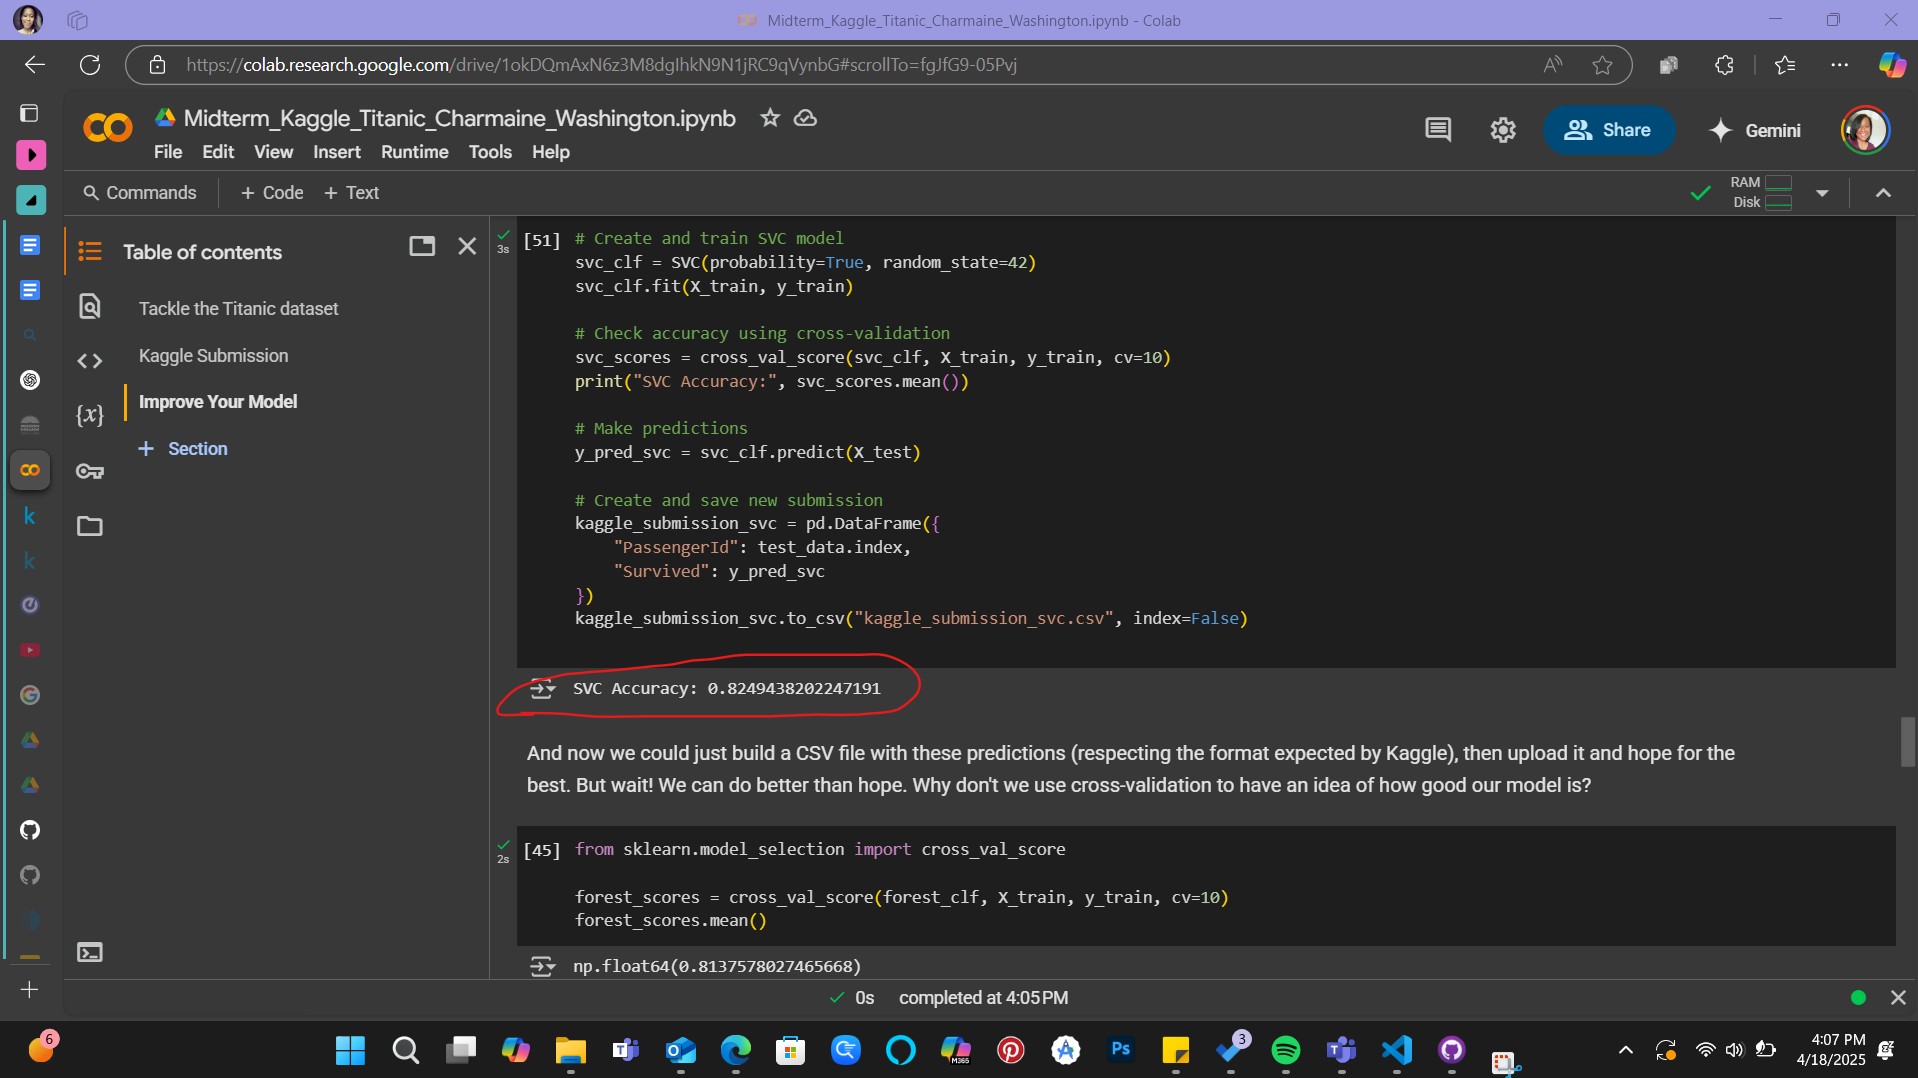 Midterm_Kaggle_Titanic_Charmaine_Washington.ipynb - Colab
https://colab.research.google.com/drive/1okDQmAxN6z3M8dgIhkN9N1jRC9qVynbG#scrollTo=fgJfG9-05Pvj
Midterm_Kaggle_Titanic_Charmaine_Washington.ipynb
File Edit View Insert Runtime Tools Help
Share
Gemini
Commands + Code + Text
RAM
Disk
Table of contents
Tackle the Titanic dataset
Kaggle Submission
Improve Your Model
+ Section
3s
[51] # Create and train SVC model
svc_clf = SVC(probability=True, random_state=42)
svc_clf.fit(X_train, y_train)
# Check accuracy using cross-validation
svc_scores = cross_val_score(svc_clf, X_train, y_train, cv=10)
print("SVC Accuracy:", svc_scores.mean())
# Make predictions
y_pred_svc = svc_clf.predict(X_test)
# Create and save new submission
kaggle_submission_svc = pd.DataFrame({
"PassengerId": test_data.index,
"Survived": y_pred_svc
})
kaggle_submission_svc.to_csv("kaggle_submission_svc.csv", index=False)
SVC Accuracy: 0.8249438202247191
And now we could just build a CSV file with these predictions (respecting the format expected by Kaggle), then upload it and hope for the
best. But wait! We can do better than hope. Why don't we use cross-validation to have an idea of how good our model is?
2s
[45] from sklearn.model_selection import cross_val_score
forest_scores = cross_val_score(forest_clf, X_train, y_train, cv=10)
forest_scores.mean()
np.float64(0.8137578027465668)
0s completed at 4:05 PM
6
M365
Ps
3
4:07 PM
4/18/2025